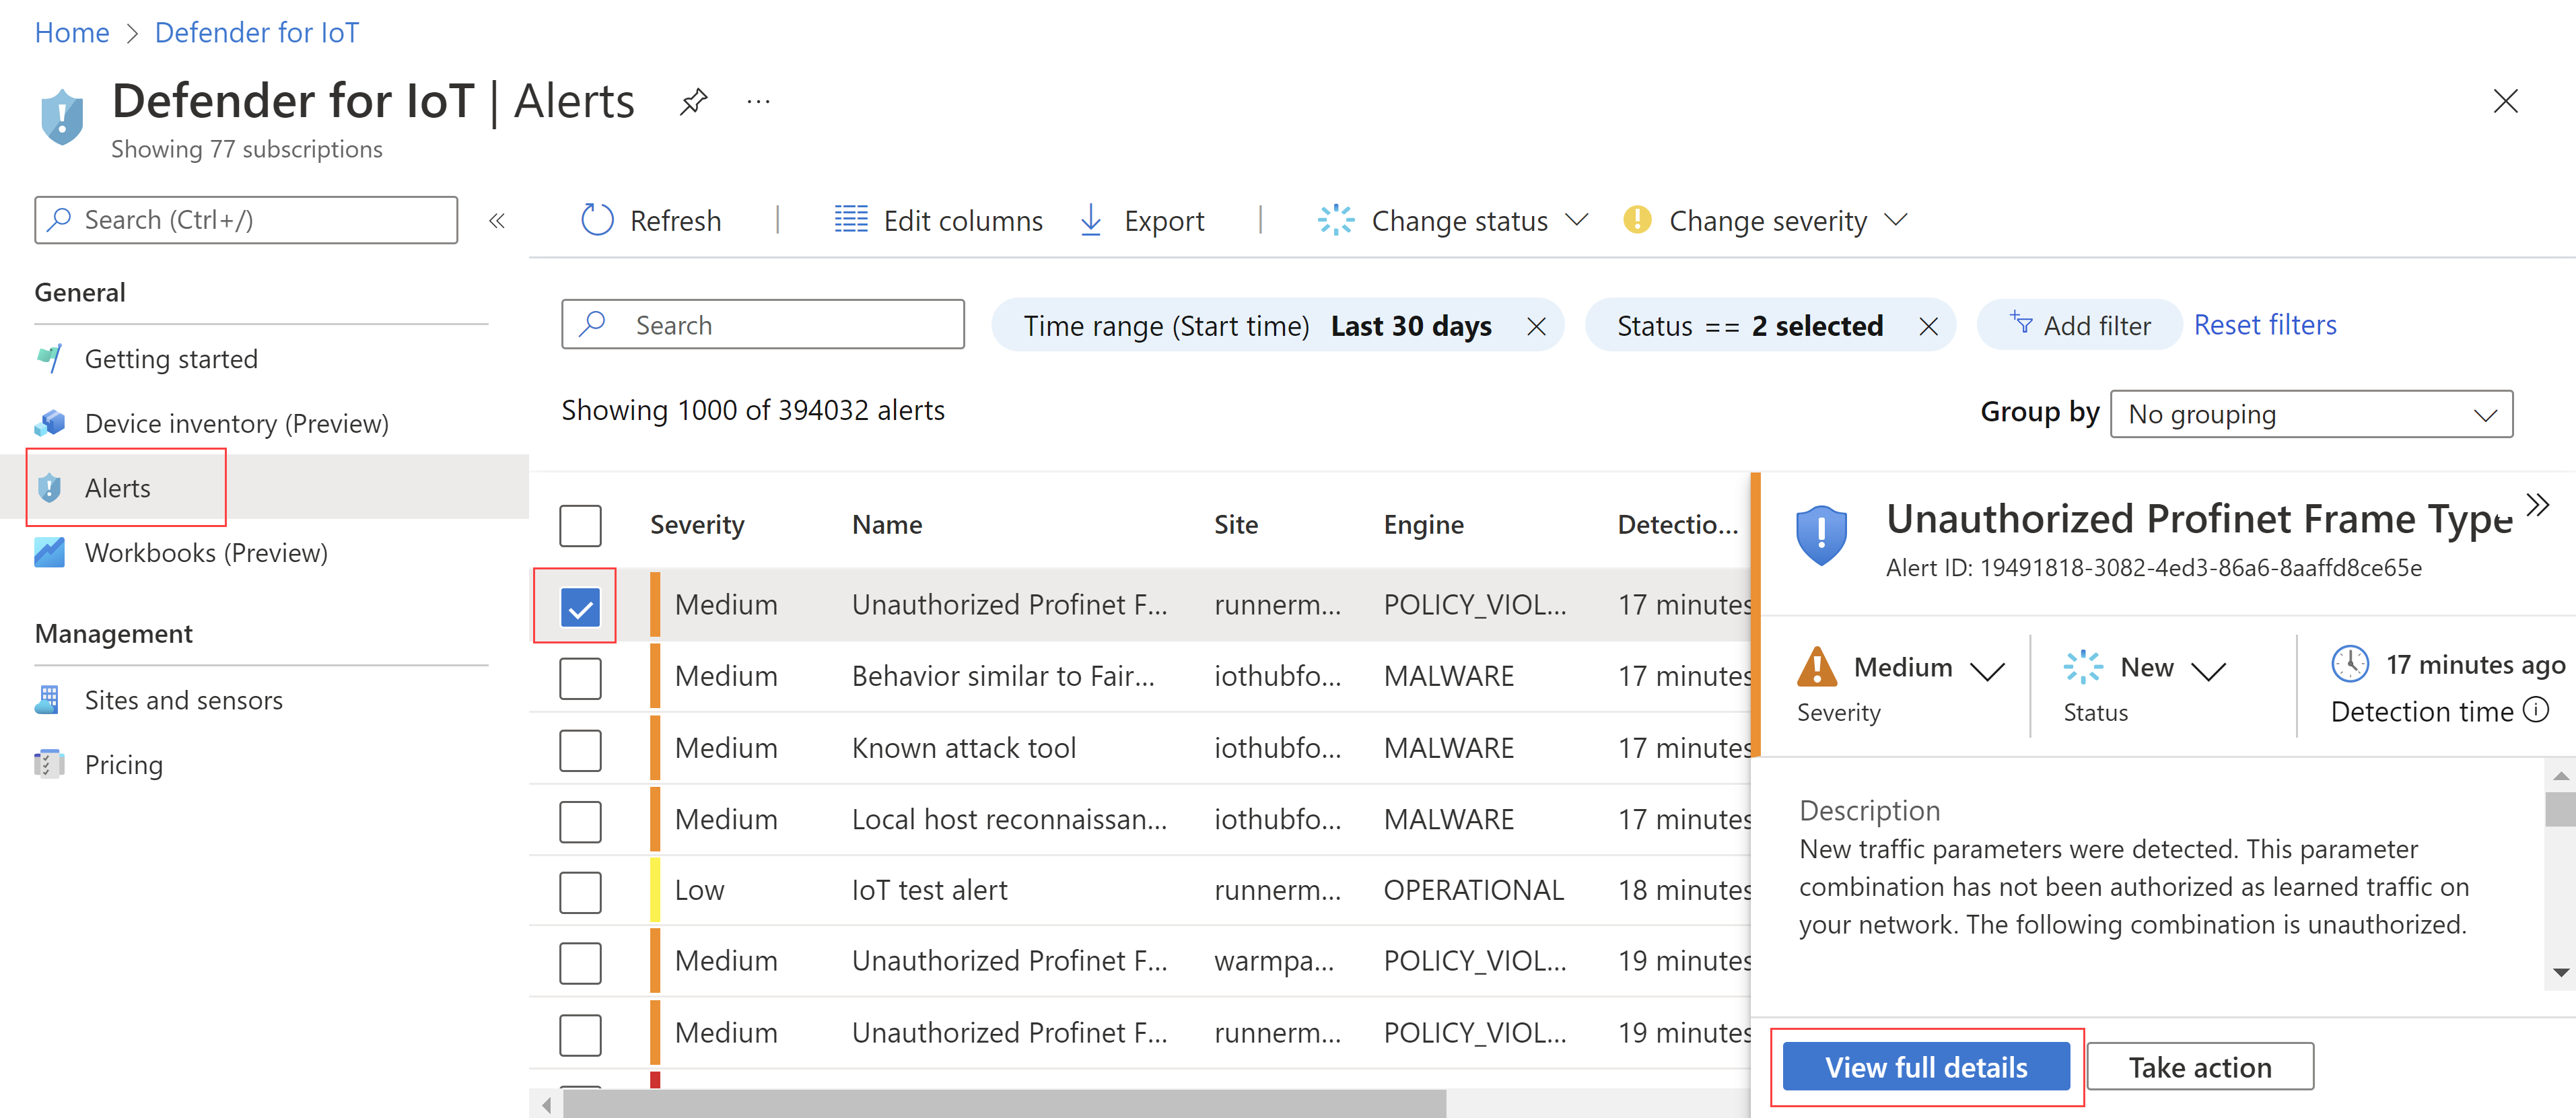 Home > Defender for IoT
Defender for IoT | Alerts ...
Showing 77 subscriptions
Search (Ctrl+/) «
General
Getting started
Device inventory (Preview)
Alerts
Workbooks (Preview)
Management
Sites and sensors
Pricing
Refresh | Edit columns Export | Change status Change severity
Search Time range (Start time) Last 30 days Status == 2 selected Add filter Reset filters
Showing 1000 of 394032 alerts Group by No grouping
Severity Name Site Engine Detectio...
Medium Unauthorized Profinet F... runnerm... POLICY_VIOL... 17 minutes
Medium Behavior similar to Fair... iothubfo... MALWARE 17 minutes
Medium Known attack tool iothubfo... MALWARE 17 minutes
Medium Local host reconnaissan... iothubfo... MALWARE 17 minutes
Low IoT test alert runnerm... OPERATIONAL 18 minutes
Medium Unauthorized Profinet F... warmpa... POLICY_VIOL... 19 minutes
Medium Unauthorized Profinet F... runnerm... POLICY_VIOL... 19 minutes
Unauthorized Profinet Frame Type
Alert ID: 19491818-3082-4ed3-86a6-8aaffd8ce65e
Medium New 17 minutes ago
Severity Status Detection time
Description
New traffic parameters were detected. This parameter
combination has not been authorized as learned traffic on
your network. The following combination is unauthorized.
View full details Take action